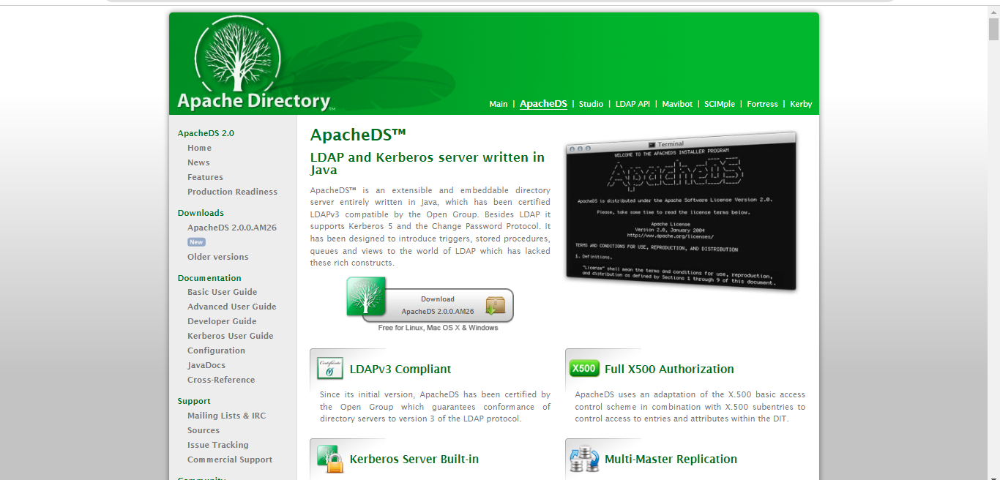 Apache Directory™
Main | ApacheDS | Studio | LDAP API | Mavibot | SCIMple | Fortress | Kerby
ApacheDS 2.0
Home
News
Features
Production Readiness
Downloads
ApacheDS 2.0.0.AM26
New
Older versions
Documentation
Basic User Guide
Advanced User Guide
Developer Guide
Kerberos User Guide
Configuration
JavaDocs
Cross-Reference
Support
Mailing Lists & IRC
Sources
Issue Tracking
Commercial Support
ApacheDS™
LDAP and Kerberos server written in
Java
ApacheDS™ is an extensible and embeddable directory
server entirely written in Java, which has been certified
LDAPv3 compatible by the Open Group. Besides LDAP it
supports Kerberos 5 and the Change Password Protocol. It
has been designed to introduce triggers, stored procedures,
queues and views to the world of LDAP which has lacked
these rich constructs.
Download
ApacheDS 2.0.0.AM26
Free for Linux, Mac OS X & Windows
Terminal
WELCOME TO THE APACHEDS INSTALLER PROGRAM
ApacheDS
ApacheDS is distributed under the Apache Software License Version 2.0.
Please, take some time to read the license terms below.
Apache License
Version 2.0, January 2004
http://www.apache.org/licenses/
TERMS AND CONDITIONS FOR USE, REPRODUCTION, AND DISTRIBUTION
1. Definitions.
"License" shall mean the terms and conditions for use, reproduction,
and distribution as defined by Sections 1 through 9 of this document.
Certificate
LDAPv3 Compliant
Since its initial version, ApacheDS has been certified by
the Open Group which guarantees conformance of
directory servers to version 3 of the LDAP protocol.
X500
Full X500 Authorization
ApacheDS uses an adaptation of the X.500 basic access
control scheme in combination with X.500 subentries to
control access to entries and attributes within the DIT.
Kerberos Server Built-in
Multi-Master Replication